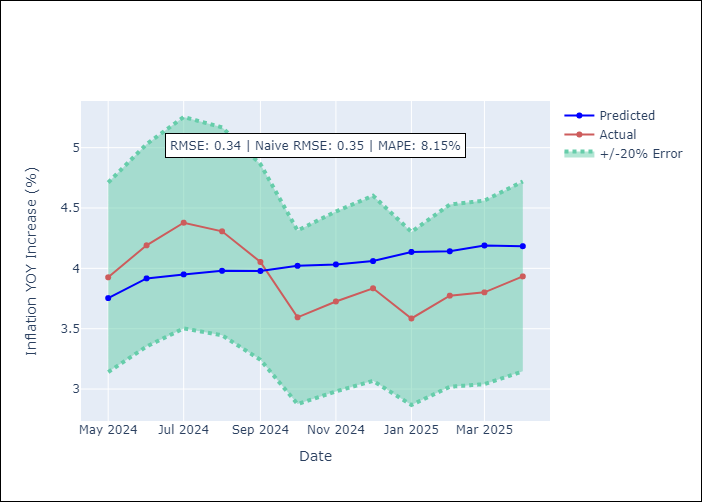 Predicted
Actual
+/-20% Error
RMSE: 0.34 | Naive RMSE: 0.35 | MAPE: 8.15%
Inflation YOY Increase (%)
5
4.5
4
3.5
3
May 2024
Jul 2024
Sep 2024
Nov 2024
Jan 2025
Mar 2025
Date